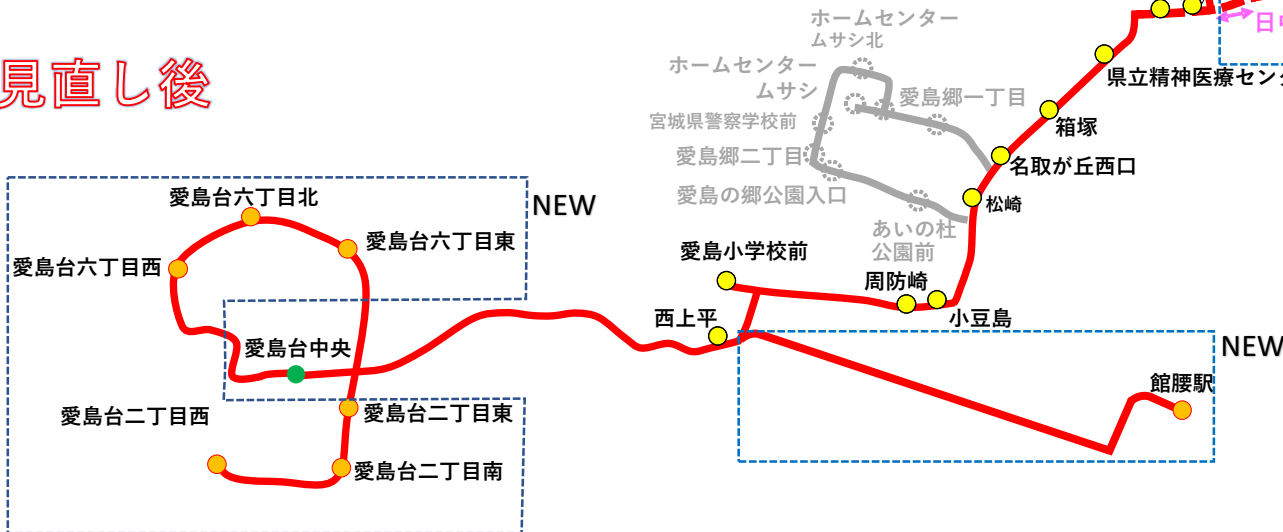 ホームセンター
ムサシ北
日中
見直し後
ホームセンター
ムサシ
県立精神医療センタ
愛島郷一丁目
宮城県警察学校前
箱塚
愛島郷二丁目
名取が丘西口
愛島台六丁目北
愛島の郷公園入口
松崎
NEW
あいの杜
公園前
愛島台六丁目東
愛島小学校前
愛島台六丁目西
周防崎
西上平
小豆島
愛島台中央
NEW
館腰駅
愛島台二丁目西
愛島台二丁目東
愛島台二丁目南